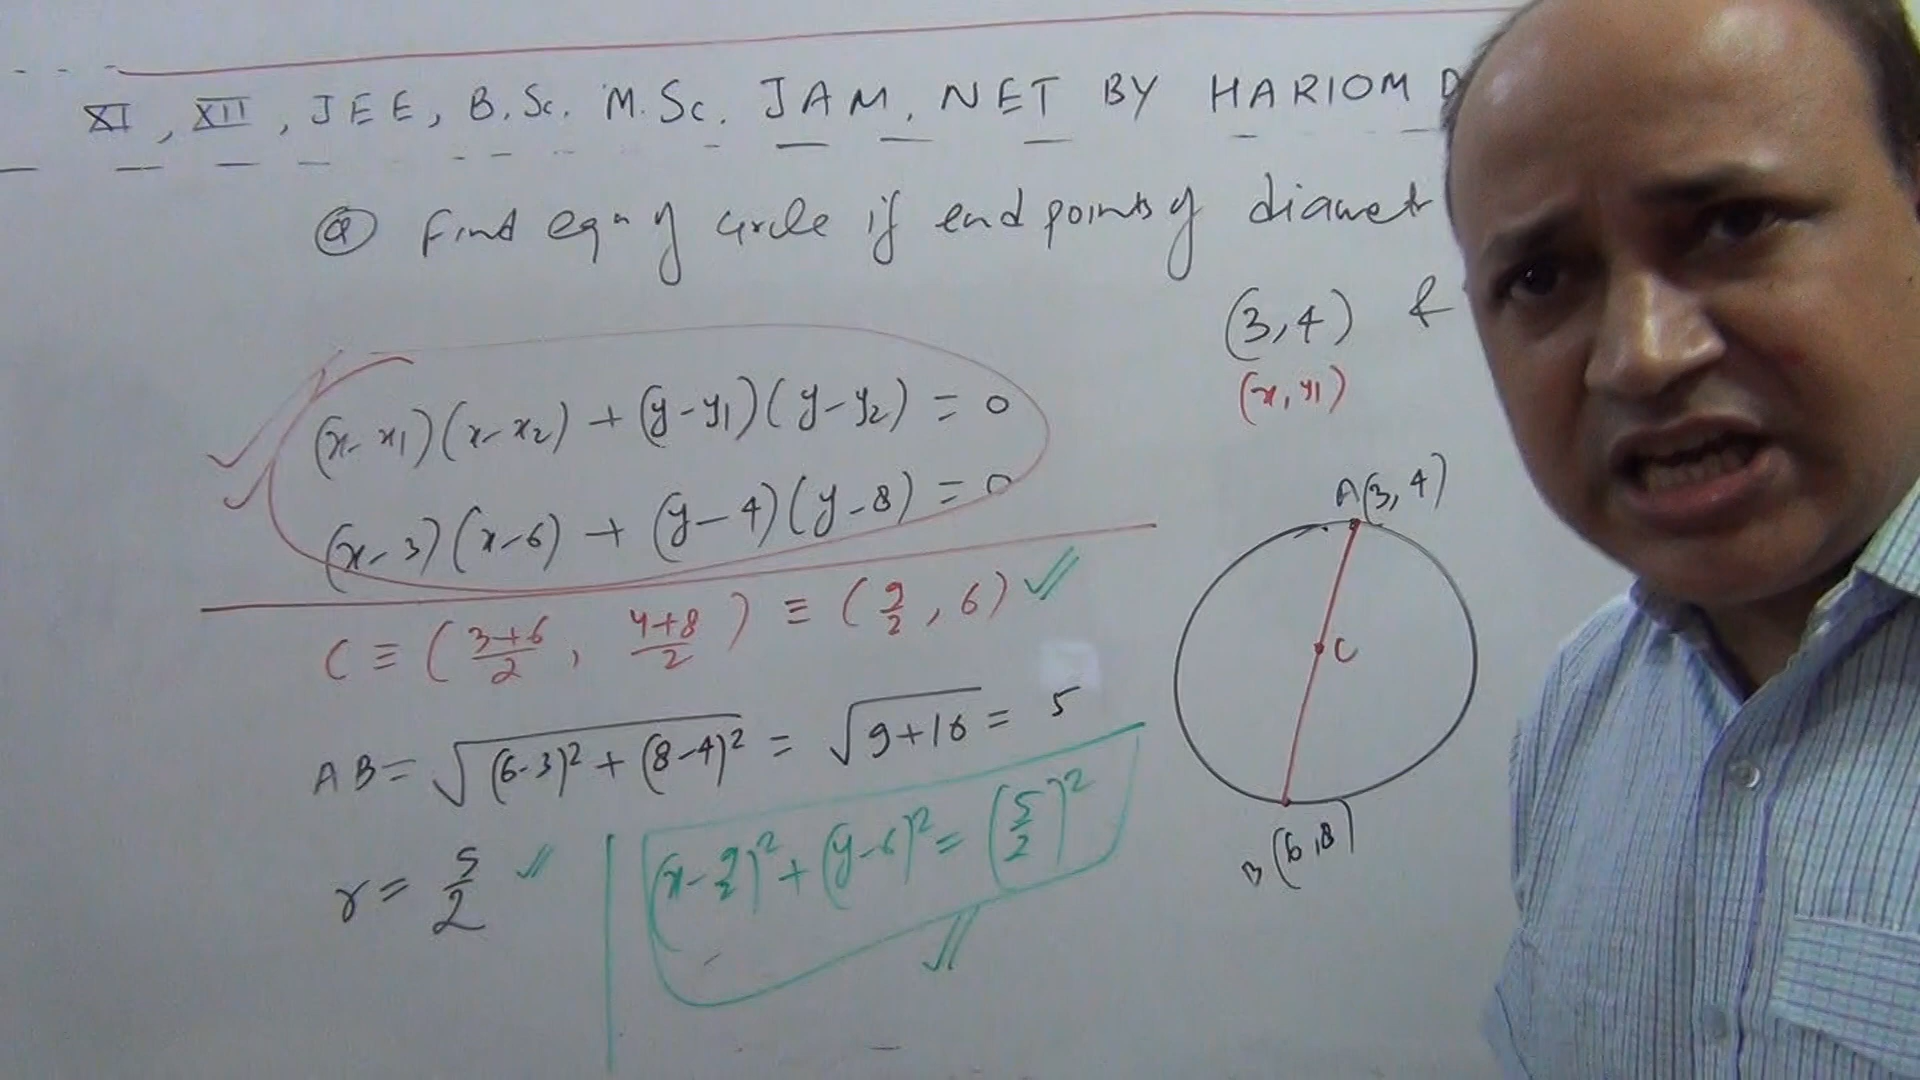 XI, XII, JEE, B.Sc. M.Sc. JAM, NET BY HARIOM D
Q Find eqn of circle if end points of diamet
(3,4) &
(x, y1)
(x-x1)(x-x2) + (y-y1)(y-y2) = 0
(x-3)(x-6) + (y-4)(y-8) = 0
C ≡ (3+6/2, 4+8/2) ≡ (9/2, 6)
AB = √(6-3)² + (8-4)² = √9+16 = 5
r = 5/2
(x-9/2)² + (y-6)² = (5/2)²
A(3,4)
C
B(6,8)